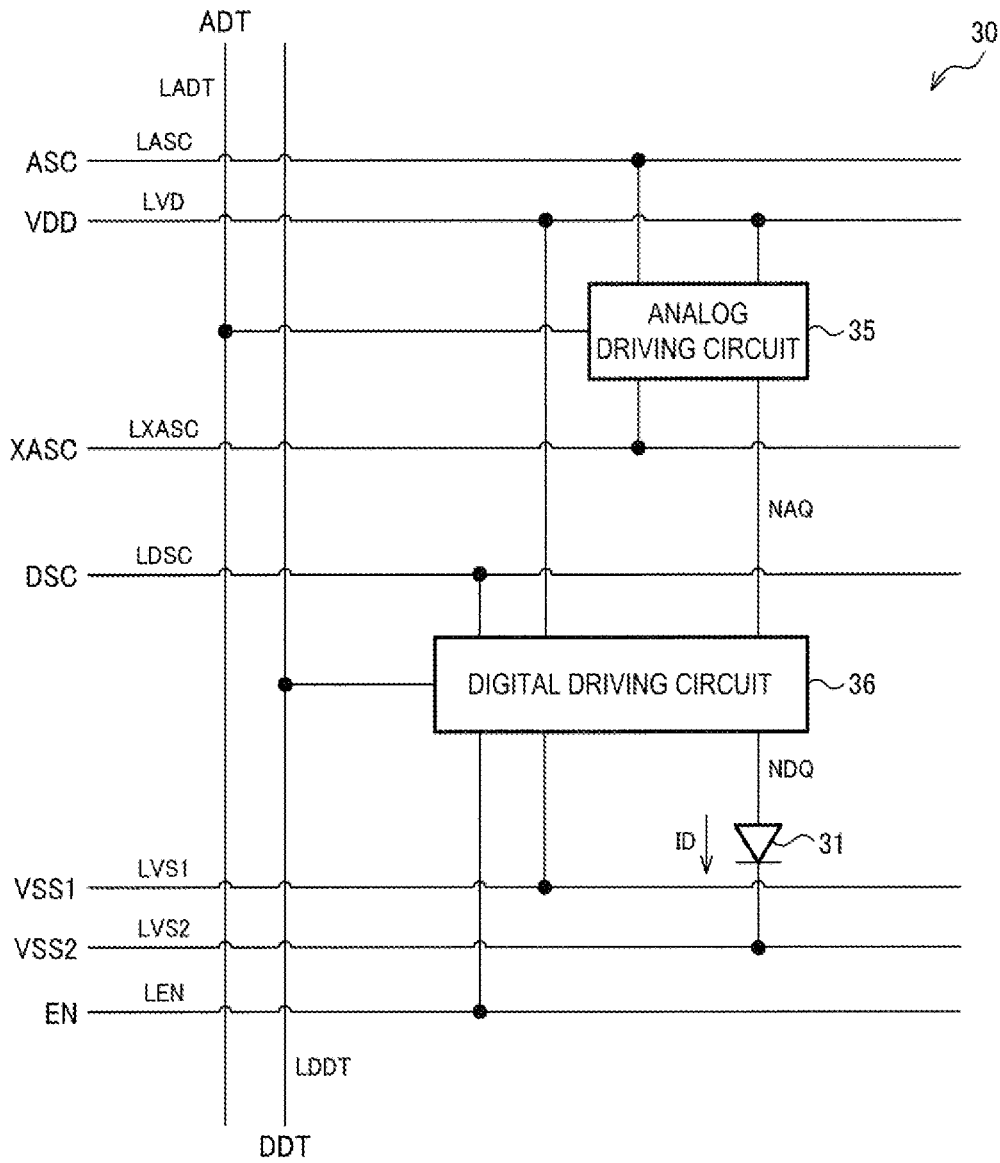 ADT
30
LADT
LASC
ASC
LVD
VDD
ANALOG
DRIVING CIRCUIT
35
LXASC
XASC
NAQ
LDSC
DSC
DIGITAL DRIVING CIRCUIT
36
NDQ
ID
31
LVS1
VSS1
LVS2
VSS2
LEN
EN
LDDT
DDT